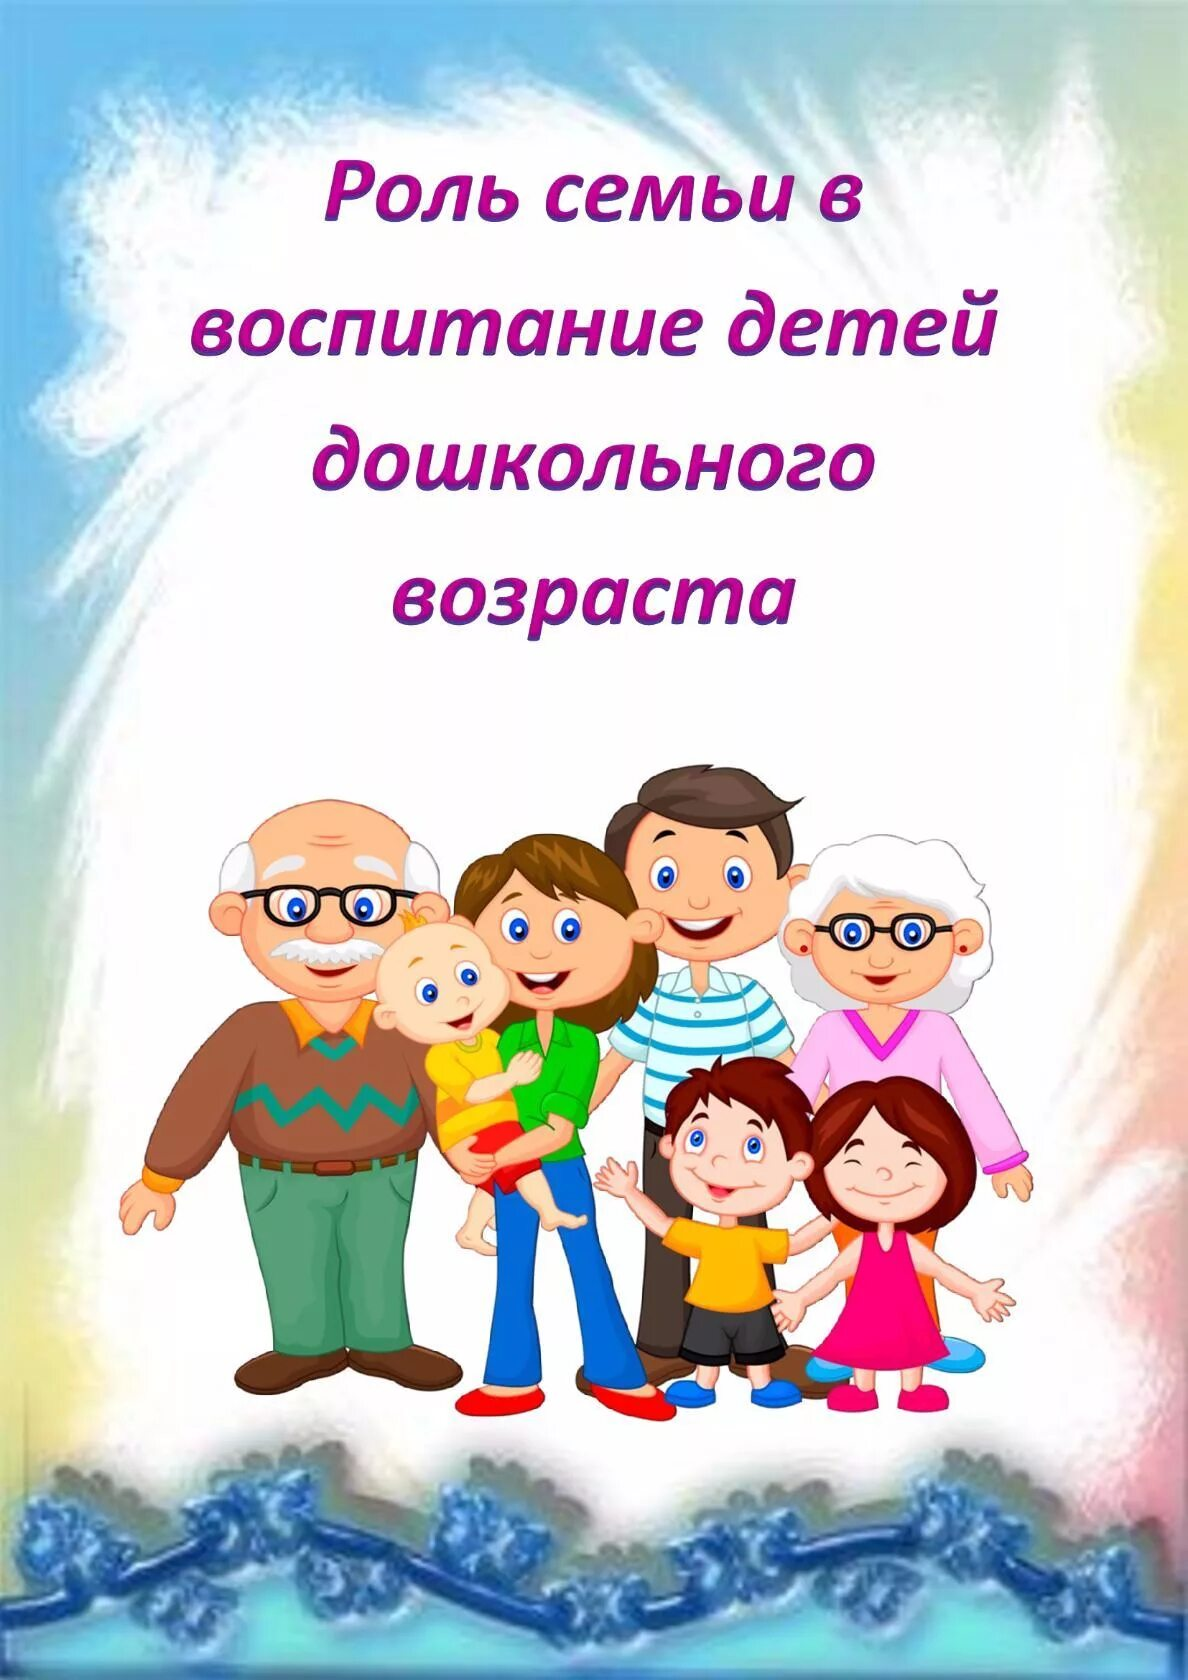 Роль семьи в
воспитание детей
дошкольного
возраста